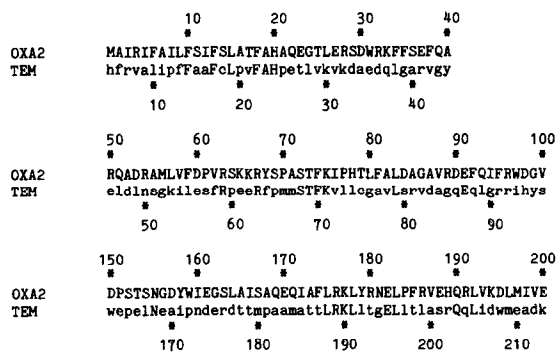 10 20 30 40
* * * *
OXA2 MAIRIFAILFSIFSLATFAHAQEGTLERSDWRKFFSEFQA
TEM hfrvalipfFaaFcLpvFAHpetlvkvkdaedqlgarvgy
* * * *
10 20 30 40
50 60 70 80 90 100
* * * * * *
OXA2 RQADRAMLVFDPVRSKKRYSPASTFKIPHTLFALDAGAVRDEFQIFRWDGV
TEM eldlnsgkilesfRpeeRfpmmSTFKvllcgavLsrvdagqEqlgrrihys
* * * * *
50 60 70 80 90
150 160 170 180 190 200
* * * * * *
OXA2 DPSTSNGDYWIEGSLAISAQEQIAFLRKLYRNELPFRVEHQRLVKDLMIVE
TEM wepelNeaipnderdttmpaamattLRKLltgELltlasrQqLidwmeadk
* * * * *
170 180 190 200 210